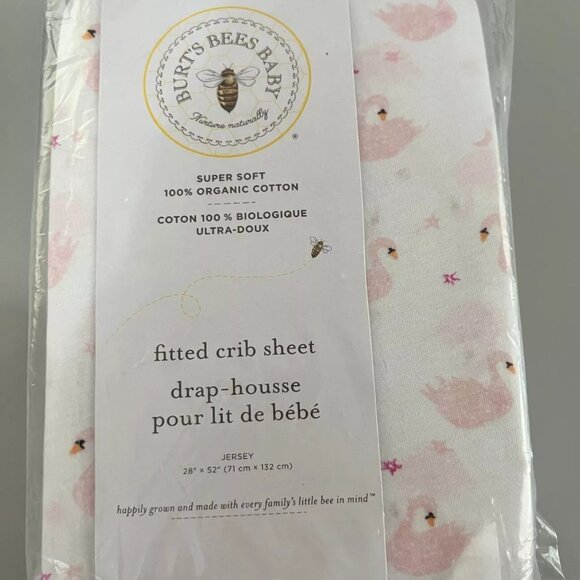 BURT'S BEES BABY
Nurture naturally
®
SUPER SOFT
100% ORGANIC COTTON
COTON 100 % BIOLOGIQUE
ULTRA-DOUX
fitted crib sheet
drap-housse
pour lit de bébé
JERSEY
28" x 52" (71 cm x 132 cm)
happily grown and made with every family's little bee in mind™